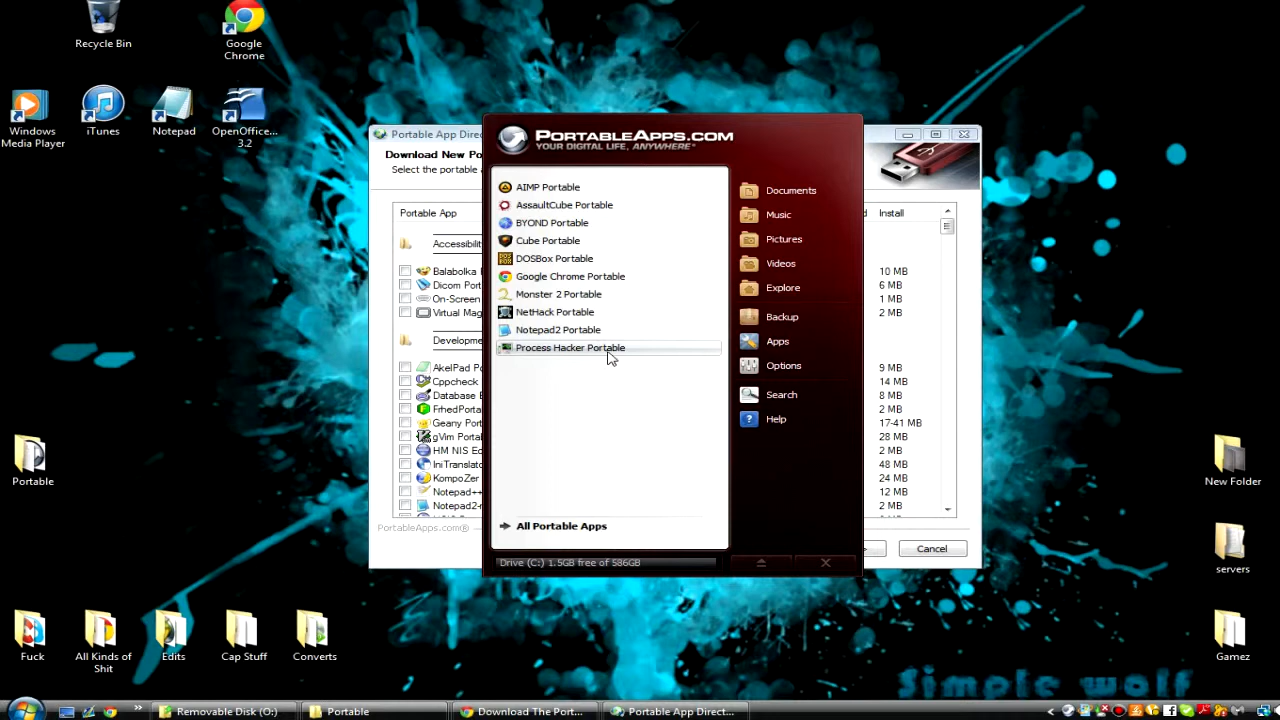 Recycle Bin
Google Chrome
Windows Media Player
iTunes
Notepad
OpenOffice... 3.2
Portable App Direc
Download New Po
Select the portable
Portable App
Install
Accessibility
Balabolka
10 MB
Dicom Port
6 MB
On-Screen
1 MB
Virtual Mag
2 MB
Developme
AkelPad Po
9 MB
Cppcheck
14 MB
Database
8 MB
FrhedPorta
2 MB
Geany Port
17-41 MB
gVim Portal
28 MB
HM NIS Ed
2 MB
IniTranslato
48 MB
KompoZer
24 MB
Notepad++
12 MB
Notepad2-
2 MB
PortableApps.com®
Cancel
PORTABLEAPPS.COM
YOUR DIGITAL LIFE, ANYWHERE™
AIMP Portable
AssaultCube Portable
BYOND Portable
Cube Portable
DOSBox Portable
Google Chrome Portable
Monster 2 Portable
NetHack Portable
Notepad2 Portable
Process Hacker Portable
All Portable Apps
Drive (C:) 1.5GB free of 586GB
Documents
Music
Pictures
Videos
Explore
Backup
Apps
Options
Search
Help
Portable
New Folder
servers
Fuck
All Kinds of Shit
Edits
Cap Stuff
Converts
Gamez
Simple wolf
Removable Disk (O:)
Portable
Download The Port...
Portable App Direct...